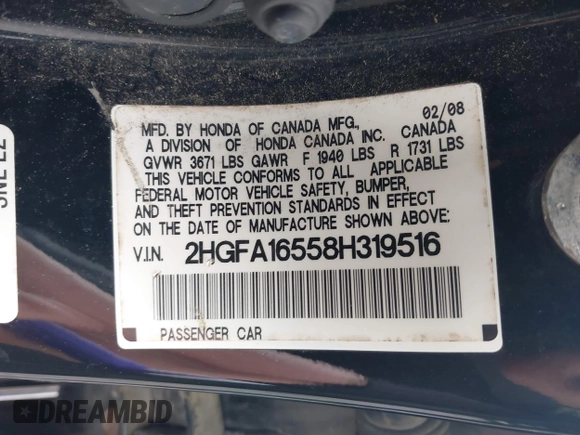 02/08
MFD. BY HONDA OF CANADA MFG.,
A DIVISION OF HONDA CANADA INC. CANADA
GVWR 3671 LBS GAWR F 1940 LBS R 1731 LBS
THIS VEHICLE CONFORMS TO ALL APPLICABLE
FEDERAL MOTOR VEHICLE SAFETY, BUMPER,
AND THEFT PREVENTION STANDARDS IN EFFECT
ON THE DATE OF MANUFACTURE SHOWN ABOVE:
V.I.N. 2HGFA16558H319516
PASSENGER CAR
DREAMBID